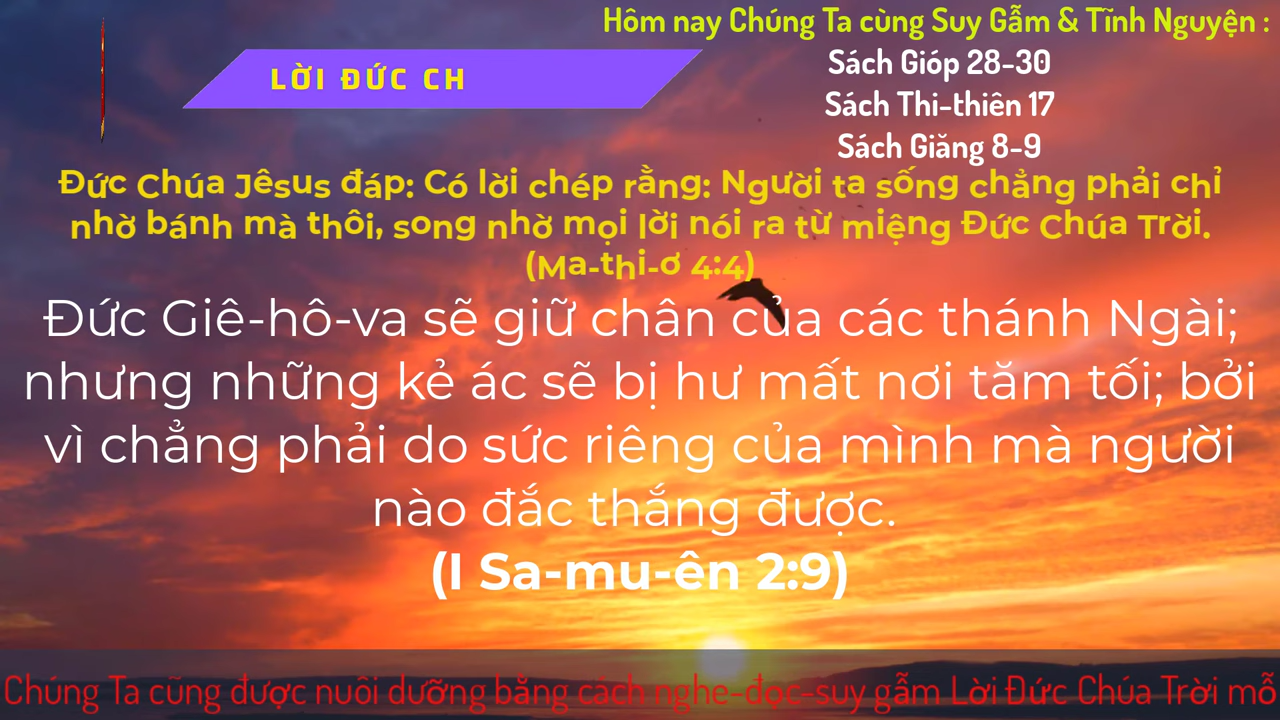 Hôm nay Chúng Ta cùng Suy Gẫm & Tĩnh Nguyện :
Sách Gióp 28-30
Sách Thi-thiên 17
Sách Giăng 8-9
LỜI ĐỨC CH
Đức Chúa Jêsus đáp: Có lời chép rằng: Người ta sống chẳng phải chỉ
nhờ bánh mà thôi, song nhờ mọi lời nói ra từ miệng Đức Chúa Trời.
(Ma-thi-ơ 4:4)
Đức Giê-hô-va sẽ giữ chân của các thánh Ngài;
nhưng những kẻ ác sẽ bị hư mất nơi tăm tối; bởi
vì chẳng phải do sức riêng của mình mà người
nào đắc thắng được.
(I Sa-mu-ên 2:9)
Chúng Ta cũng được nuôi dưỡng bằng cách nghe-đọc-suy gẫm Lời Đức Chúa Trời mỗ